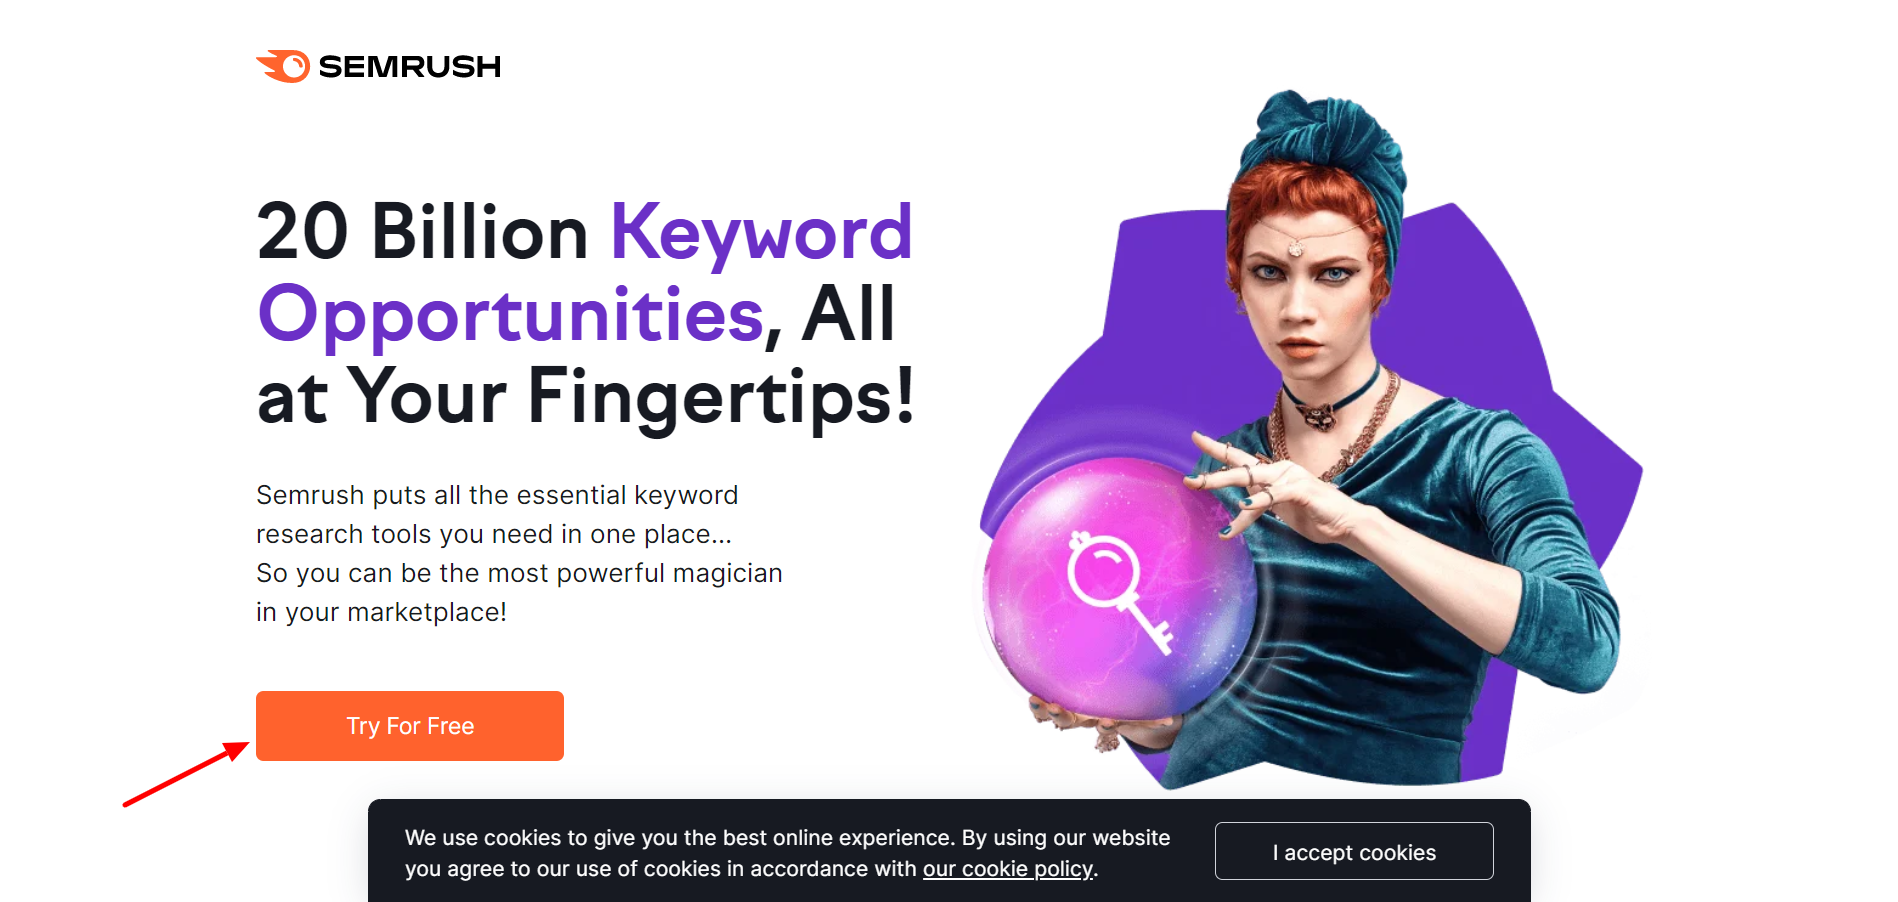 SEMRUSH
20 Billion Keyword
Opportunities, All
at Your Fingertips!
Semrush puts all the essential keyword
research tools you need in one place...
So you can be the most powerful magician
in your marketplace!
Try For Free
We use cookies to give you the best online experience. By using our website
you agree to our use of cookies in accordance with our cookie policy.
I accept cookies